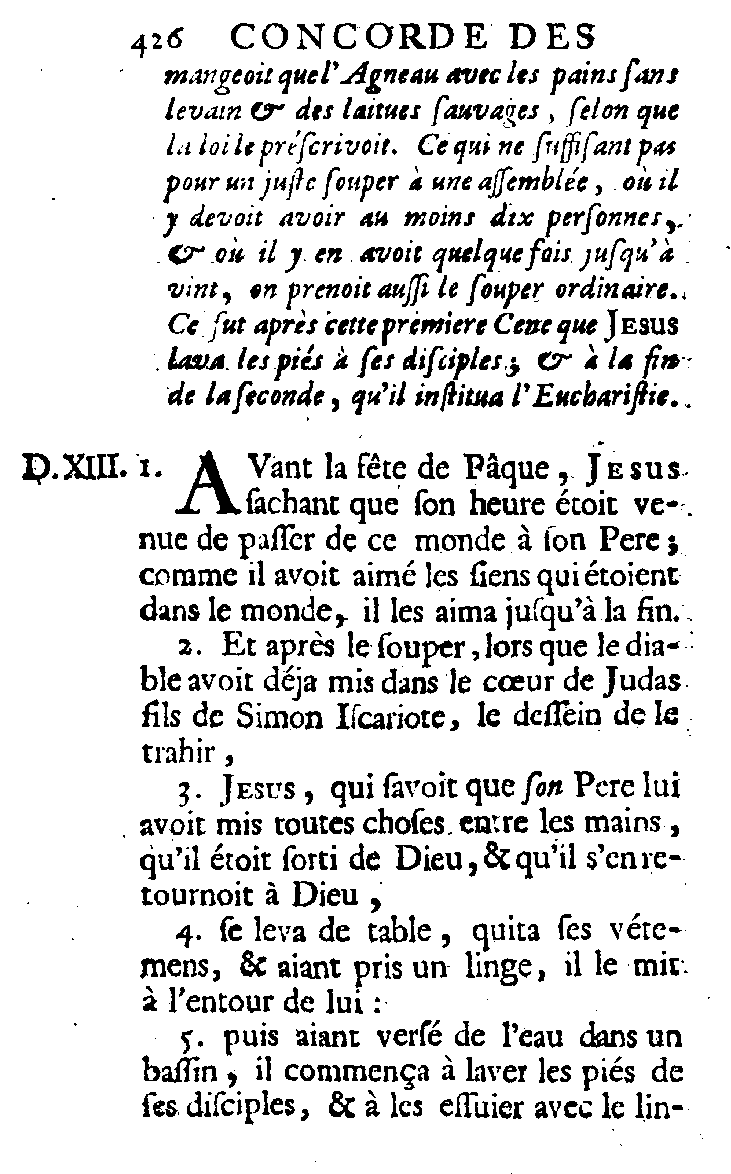 426 CONCORDE DES
mangeoit que l'Agneau avec les pains ſans
levain & des laitues ſauvages, ſelon que
la loi le préſcrivoit. Ce qui ne ſuffiſant pas
pour un juſte ſouper à une aſſemblée, où il
y devoit avoir au moins dix perſonnes,
& où il y en avoit quelquefois juſqu'à
vint, on prenoit auſſi le ſouper ordinaire.
Ce fut après cette premiere Cene que JESUS
lava les piés à ſes diſciples; & à la fin
de la ſeconde, qu'il inſtitua l'Euchariſtie.
D.XIII. 1. AVant la fête de Pâque, JESUS
ſachant que ſon heure étoit ve-
nue de paſſer de ce monde à ſon Pere;
comme il avoit aimé les ſiens qui étoient
dans le monde, il les aima juſqu'à la fin.
2. Et après le ſouper, lors que le dia-
ble avoit déja mis dans le cœur de Judas
fils de Simon Iſcariote, le deſſein de le
trahir,
3. JESUS, qui ſavoit que ſon Pere lui
avoit mis toutes choſes entre les mains,
qu'il étoit ſorti de Dieu, & qu'il s'en re-
tournoit à Dieu,
4. ſe leva de table, quita ſes véte-
mens, & aiant pris un linge, il le mit
à l'entour de lui:
5. puis aiant verſé de l'eau dans un
baſſin, il commença à laver les piés de
ſes diſciples, & à les eſſuier avec le lin-